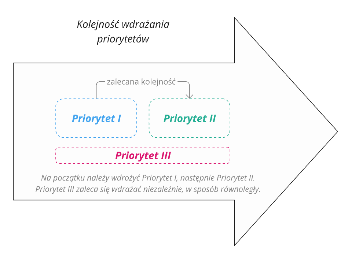 Kolejność wdrażania
priorytetów
zalecana kolejność
Priorytet I
Priorytet II
Priorytet III
Na początku należy wdrożyć Priorytet I, następnie Priorytet II.
Priorytet III zaleca się wdrażać niezależnie, w sposób równoległy.